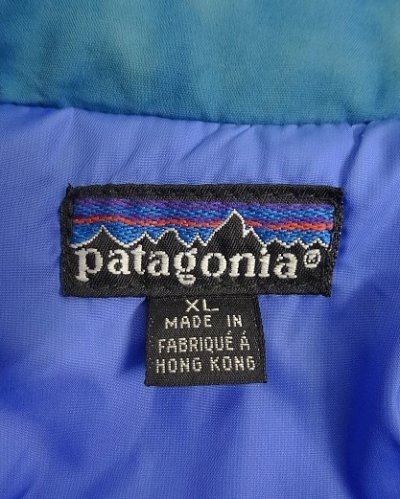 patagonia®
XL
MADE IN
FABRIQUÉ Á
HONG KONG